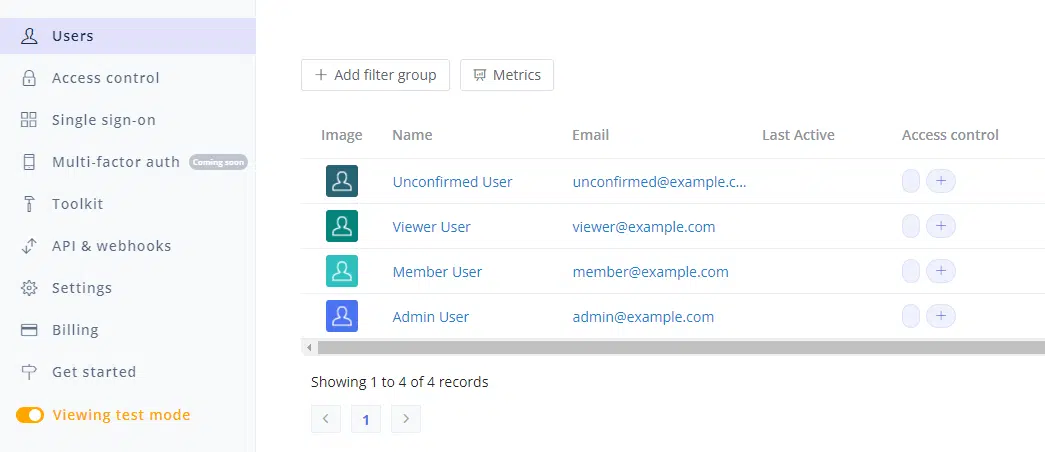 Users
Access control
Single sign-on
Multi-factor auth Coming soon
Toolkit
API & webhooks
Settings
Billing
Get started
Viewing test mode
+ Add filter group Metrics
Image Name Email Last Active Access control
Unconfirmed User unconfirmed@example.c... +
Viewer User viewer@example.com +
Member User member@example.com +
Admin User admin@example.com +
Showing 1 to 4 of 4 records
< 1 >